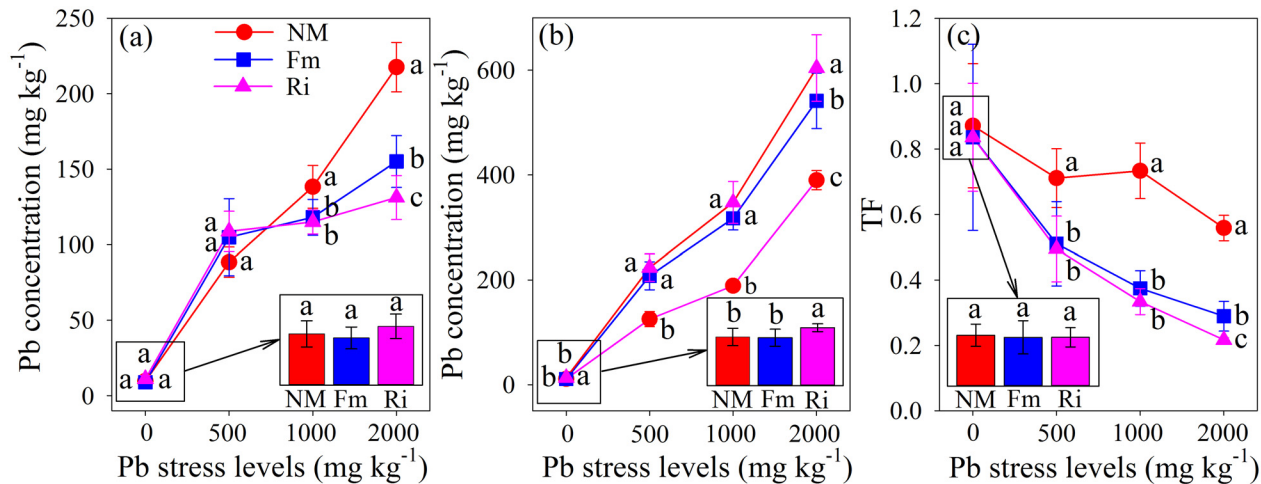 (a)
NM
Fm
Ri
Pb concentration (mg kg⁻¹)
250
200
150
100
50
0
a
a
a
a
a
a
a
b
b
a
b
c
a
a
a
NM Fm Ri
0 500 1000 2000
Pb stress levels (mg kg⁻¹)
(b)
Pb concentration (mg kg⁻¹)
600
400
200
0
b
b
a
a
a
b
a
a
b
a
b
c
b
b
a
NM Fm Ri
0 500 1000 2000
Pb stress levels (mg kg⁻¹)
(c)
TF
1.2
1.0
0.8
0.6
0.4
0.2
0.0
a
a
a
a
b
b
a
b
b
a
b
c
a
a
a
NM Fm Ri
0 500 1000 2000
Pb stress levels (mg kg⁻¹)